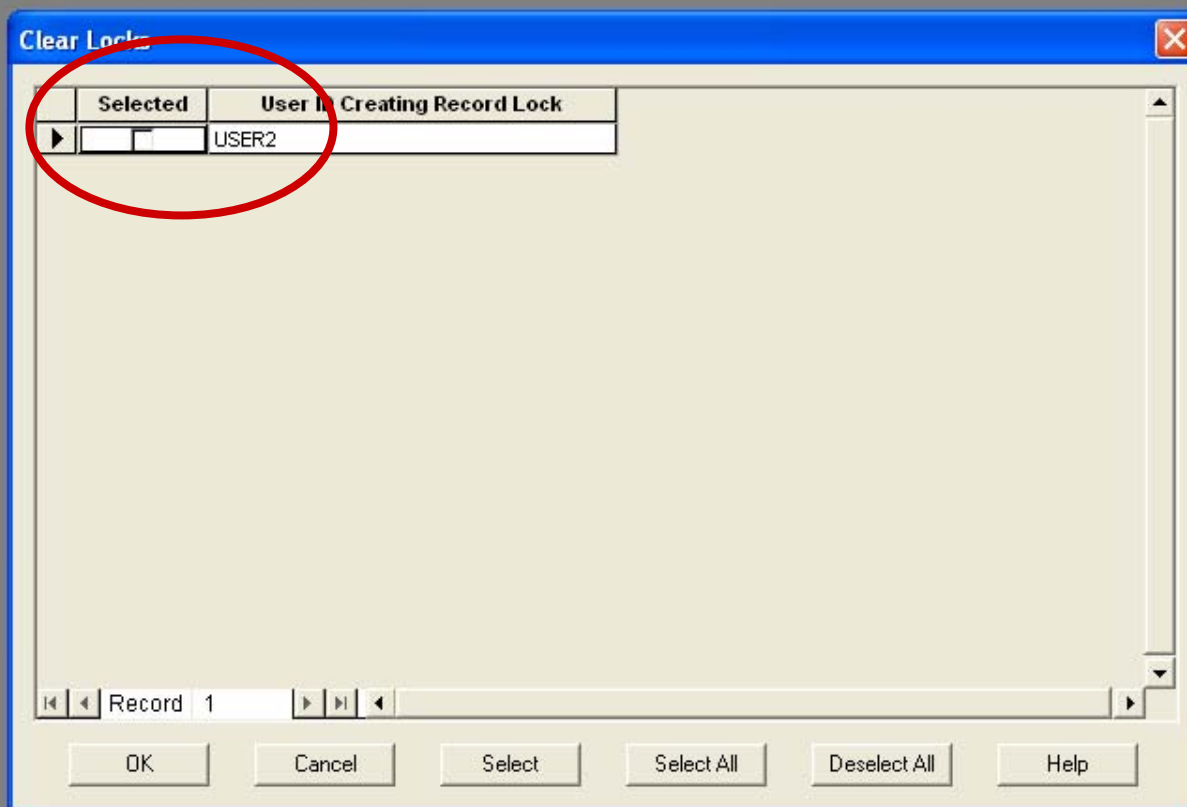 Clear Locks
Selected User ID Creating Record Lock
USER2
Record 1
OK Cancel Select Select All Deselect All Help